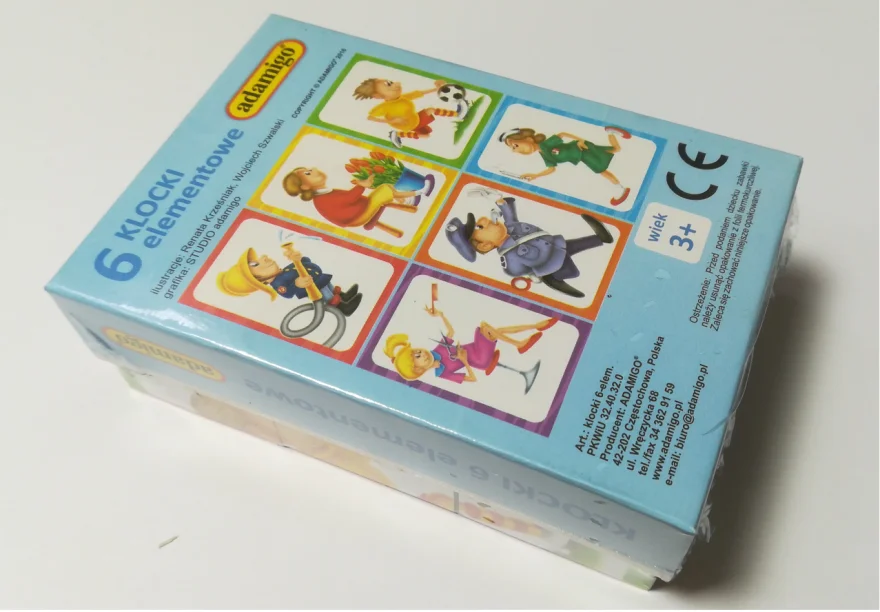 adamigo®
6 KLOCKI
elementowe
COPYRIGHT © ADAMIGO® 2018
ilustracje: Renata Krześniak, Wojciech Szwalski
grafika: STUDIO adamigo
CE
wiek
3+
Ostrzeżenie: Przed podaniem dziecku zabawki
należy usunąć opakowanie z folii termokurczliwej.
Zaleca się zachować niniejsze opakowanie.
Art.: klocki 6-elem.
PKWiU 32.40.32.0
Producent: ADAMIGO®
42-202 Częstochowa, Polska
ul. Wręczycka 68
tel./fax 34 362 91 59
www.adamigo.pl
e-mail: biuro@adamigo.pl
adamigo
KLOCKI 6 elementowe